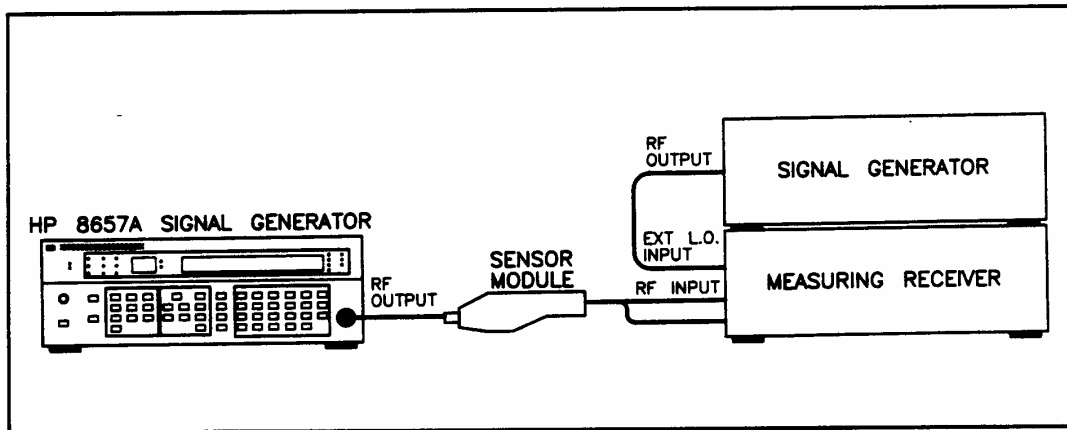 HP 8657A SIGNAL GENERATOR
RF
OUTPUT
SENSOR
MODULE
RF
OUTPUT
EXT L.O.
INPUT
RF INPUT
SIGNAL GENERATOR
MEASURING RECEIVER